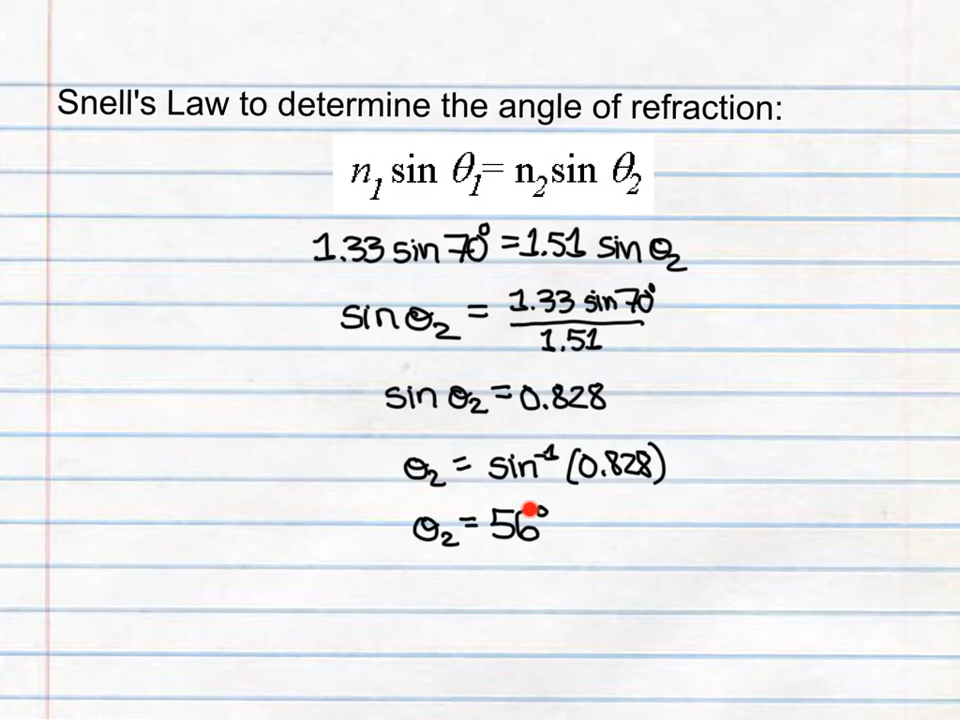 Snell's Law to determine the angle of refraction:
n₁ sin θ₁= n₂sin θ₂
1.33 sin 70° = 1.51 sin θ₂
sin θ₂ = 1.33 sin 70° / 1.51
sin θ₂ = 0.828
θ₂ = sin⁻¹ (0.828)
θ₂ = 56°